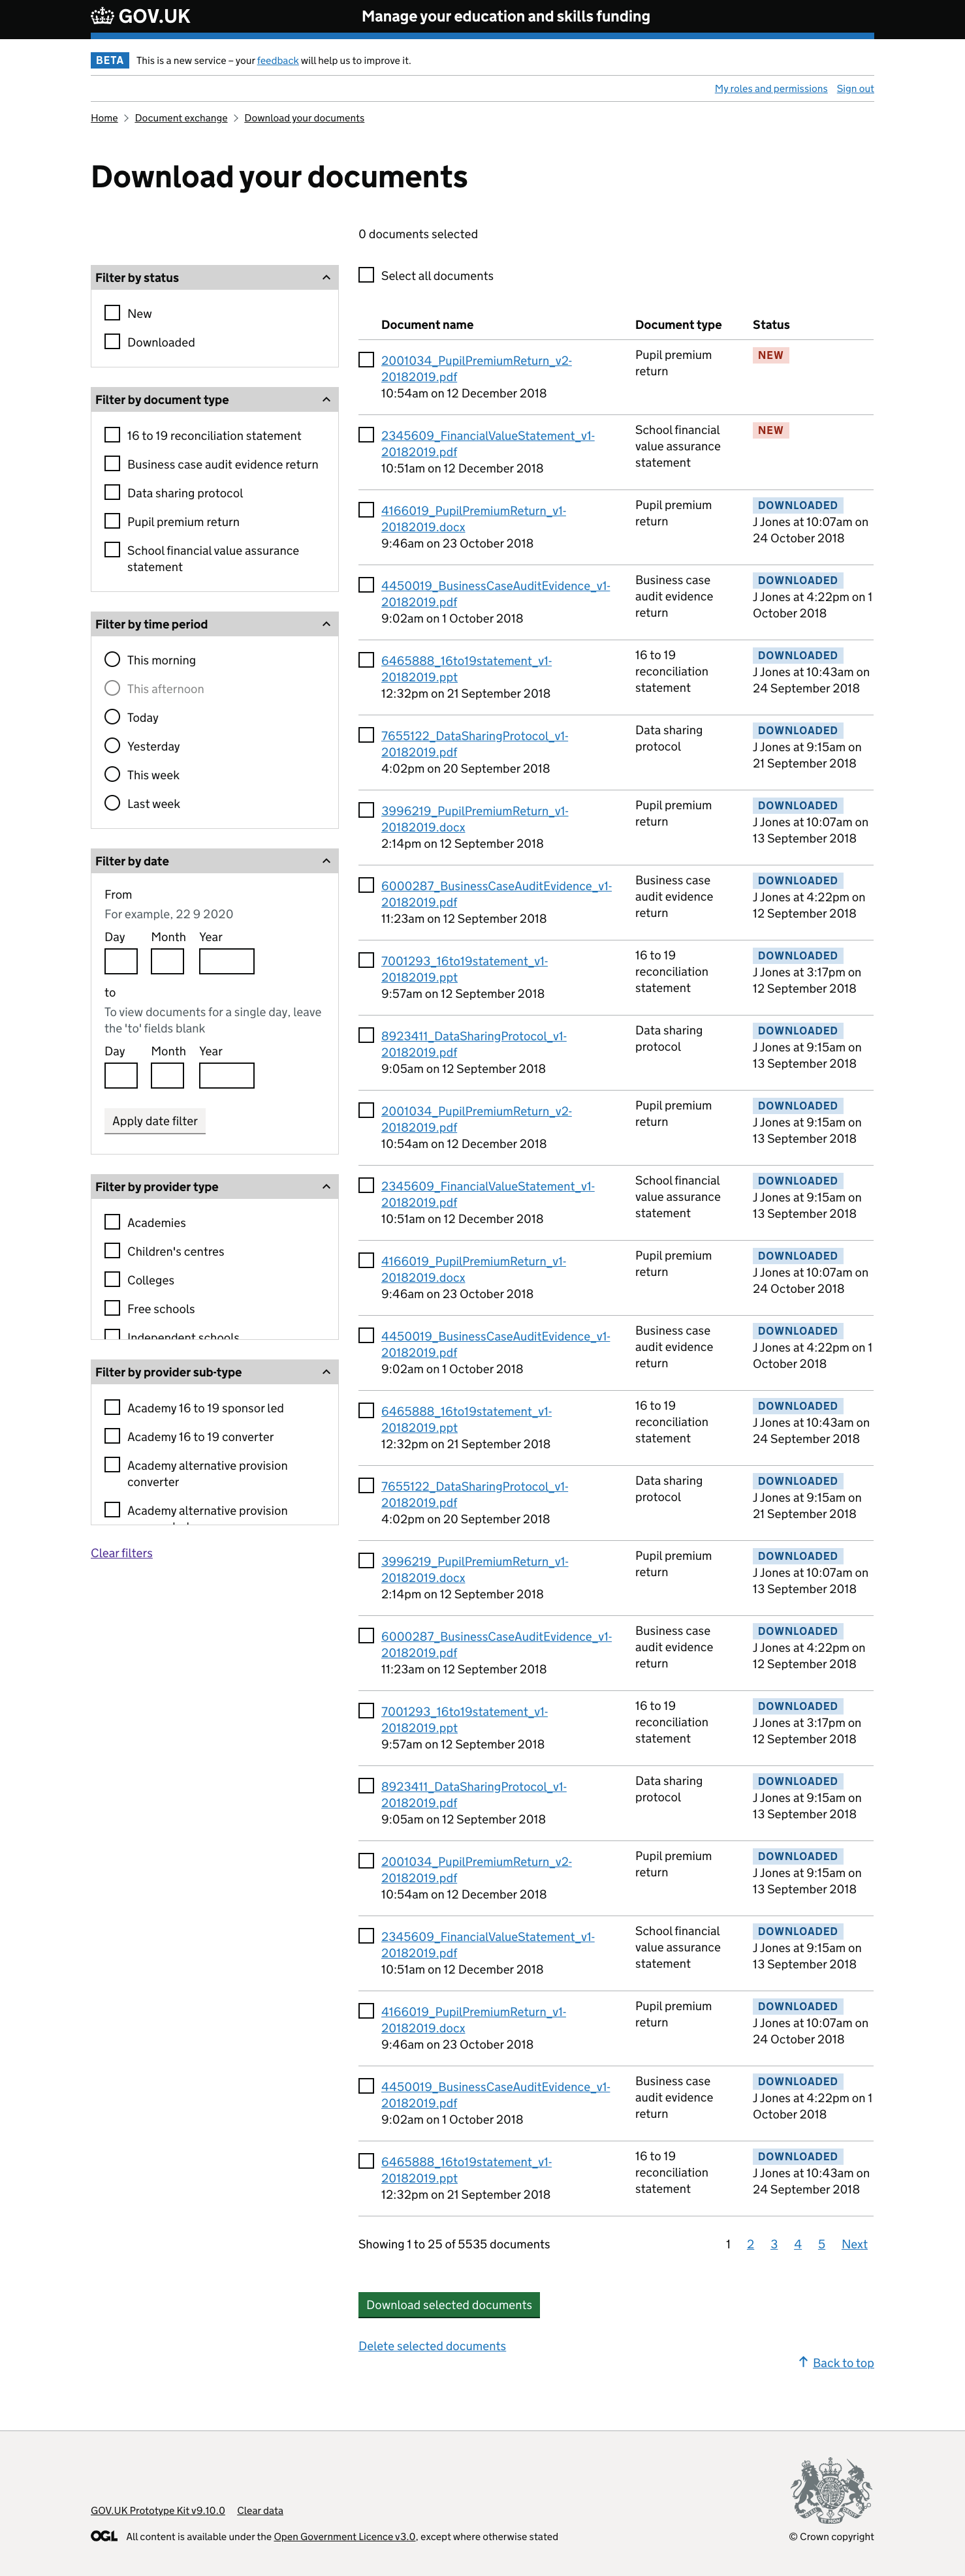 GOV.UK
Manage your education and skills funding
BETA
This is a new service – your feedback will help us to improve it.
My roles and permissions
Sign out
Home
Document exchange
Download your documents
Download your documents
0 documents selected
Filter by status
New
Downloaded
Filter by document type
16 to 19 reconciliation statement
Business case audit evidence return
Data sharing protocol
Pupil premium return
School financial value assurance
statement
Filter by time period
This morning
This afternoon
Today
Yesterday
This week
Last week
Filter by date
From
For example, 22 9 2020
Day Month Year
to
To view documents for a single day, leave
the 'to' fields blank
Day Month Year
Apply date filter
Filter by provider type
Academies
Children's centres
Colleges
Free schools
Independent schools
Filter by provider sub-type
Academy 16 to 19 sponsor led
Academy 16 to 19 converter
Academy alternative provision
converter
Academy alternative provision
Clear filters
Select all documents
Document name
Document type
Status
2001034_PupilPremiumReturn_v2-
20182019.pdf
10:54am on 12 December 2018
Pupil premium
return
NEW
2345609_FinancialValueStatement_v1-
20182019.pdf
10:51am on 12 December 2018
School financial
value assurance
statement
NEW
4166019_PupilPremiumReturn_v1-
20182019.docx
9:46am on 23 October 2018
Pupil premium
return
DOWNLOADED
J Jones at 10:07am on
24 October 2018
4450019_BusinessCaseAuditEvidence_v1-
20182019.pdf
9:02am on 1 October 2018
Business case
audit evidence
return
DOWNLOADED
J Jones at 4:22pm on 1
October 2018
6465888_16to19statement_v1-
20182019.ppt
12:32pm on 21 September 2018
16 to 19
reconciliation
statement
DOWNLOADED
J Jones at 10:43am on
24 September 2018
7655122_DataSharingProtocol_v1-
20182019.pdf
4:02pm on 20 September 2018
Data sharing
protocol
DOWNLOADED
J Jones at 9:15am on
21 September 2018
3996219_PupilPremiumReturn_v1-
20182019.docx
2:14pm on 12 September 2018
Pupil premium
return
DOWNLOADED
J Jones at 10:07am on
13 September 2018
6000287_BusinessCaseAuditEvidence_v1-
20182019.pdf
11:23am on 12 September 2018
Business case
audit evidence
return
DOWNLOADED
J Jones at 4:22pm on
12 September 2018
7001293_16to19statement_v1-
20182019.ppt
9:57am on 12 September 2018
16 to 19
reconciliation
statement
DOWNLOADED
J Jones at 3:17pm on
12 September 2018
8923411_DataSharingProtocol_v1-
20182019.pdf
9:05am on 12 September 2018
Data sharing
protocol
DOWNLOADED
J Jones at 9:15am on
13 September 2018
2001034_PupilPremiumReturn_v2-
20182019.pdf
10:54am on 12 December 2018
Pupil premium
return
DOWNLOADED
J Jones at 9:15am on
13 September 2018
2345609_FinancialValueStatement_v1-
20182019.pdf
10:51am on 12 December 2018
School financial
value assurance
statement
DOWNLOADED
J Jones at 9:15am on
13 September 2018
4166019_PupilPremiumReturn_v1-
20182019.docx
9:46am on 23 October 2018
Pupil premium
return
DOWNLOADED
J Jones at 10:07am on
24 October 2018
4450019_BusinessCaseAuditEvidence_v1-
20182019.pdf
9:02am on 1 October 2018
Business case
audit evidence
return
DOWNLOADED
J Jones at 4:22pm on 1
October 2018
6465888_16to19statement_v1-
20182019.ppt
12:32pm on 21 September 2018
16 to 19
reconciliation
statement
DOWNLOADED
J Jones at 10:43am on
24 September 2018
7655122_DataSharingProtocol_v1-
20182019.pdf
4:02pm on 20 September 2018
Data sharing
protocol
DOWNLOADED
J Jones at 9:15am on
21 September 2018
3996219_PupilPremiumReturn_v1-
20182019.docx
2:14pm on 12 September 2018
Pupil premium
return
DOWNLOADED
J Jones at 10:07am on
13 September 2018
6000287_BusinessCaseAuditEvidence_v1-
20182019.pdf
11:23am on 12 September 2018
Business case
audit evidence
return
DOWNLOADED
J Jones at 4:22pm on
12 September 2018
7001293_16to19statement_v1-
20182019.ppt
9:57am on 12 September 2018
16 to 19
reconciliation
statement
DOWNLOADED
J Jones at 3:17pm on
12 September 2018
8923411_DataSharingProtocol_v1-
20182019.pdf
9:05am on 12 September 2018
Data sharing
protocol
DOWNLOADED
J Jones at 9:15am on
13 September 2018
2001034_PupilPremiumReturn_v2-
20182019.pdf
10:54am on 12 December 2018
Pupil premium
return
DOWNLOADED
J Jones at 9:15am on
13 September 2018
2345609_FinancialValueStatement_v1-
20182019.pdf
10:51am on 12 December 2018
School financial
value assurance
statement
DOWNLOADED
J Jones at 9:15am on
13 September 2018
4166019_PupilPremiumReturn_v1-
20182019.docx
9:46am on 23 October 2018
Pupil premium
return
DOWNLOADED
J Jones at 10:07am on
24 October 2018
4450019_BusinessCaseAuditEvidence_v1-
20182019.pdf
9:02am on 1 October 2018
Business case
audit evidence
return
DOWNLOADED
J Jones at 4:22pm on 1
October 2018
6465888_16to19statement_v1-
20182019.ppt
12:32pm on 21 September 2018
16 to 19
reconciliation
statement
DOWNLOADED
J Jones at 10:43am on
24 September 2018
Showing 1 to 25 of 5535 documents
1 2 3 4 5 Next
Download selected documents
Delete selected documents
Back to top
GOV.UK Prototype Kit v9.10.0
Clear data
OGL
All content is available under the Open Government Licence v3.0, except where otherwise stated
© Crown copyright